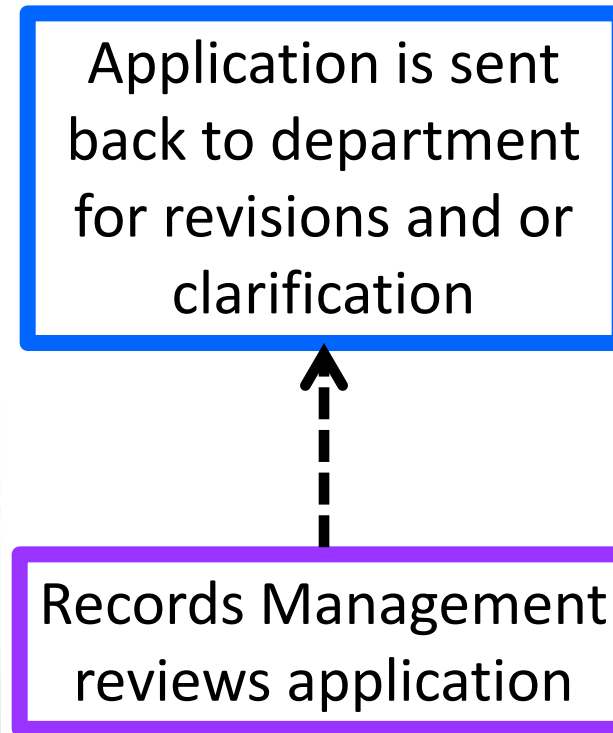 Application is sent
back to department
for revisions and or
clarification
Records Management
reviews application